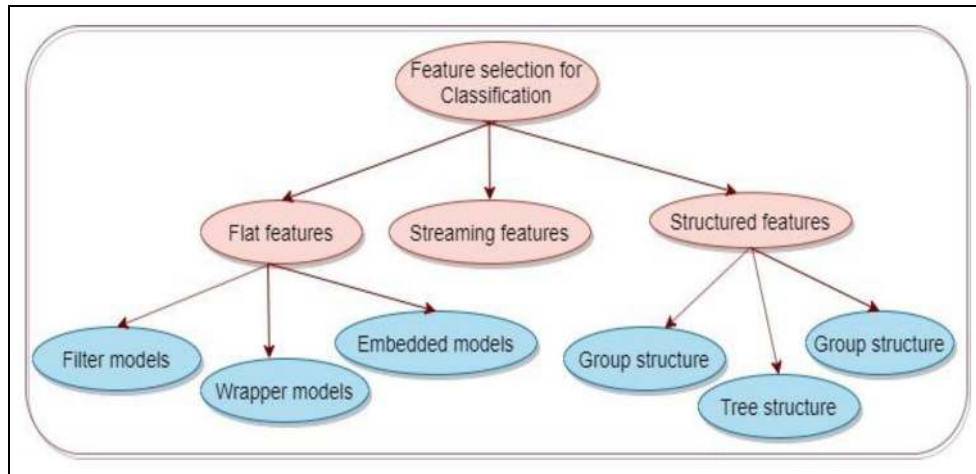 Feature selection for
Classification
Flat features
Streaming features
Structured features
Filter models
Wrapper models
Embedded models
Group structure
Tree structure
Group structure